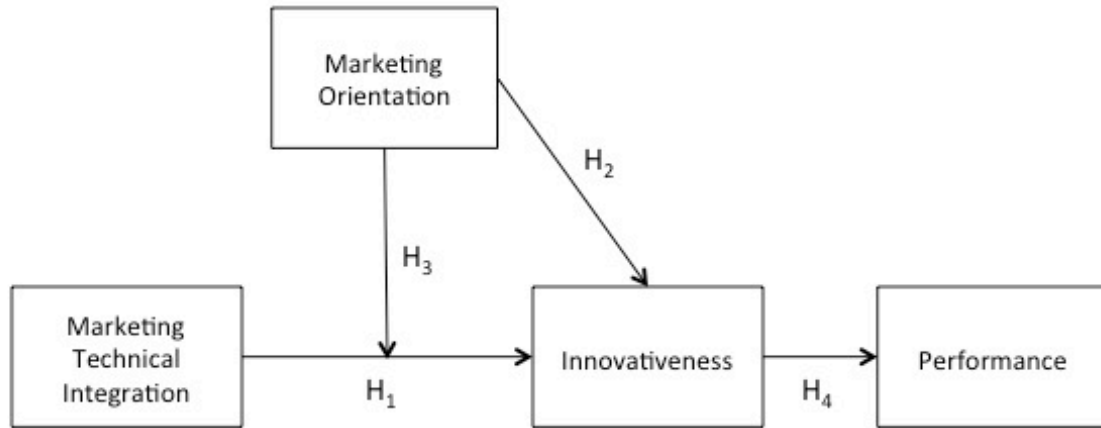 Marketing
Orientation
H₂
H₃
Marketing
Technical
Integration
H₁
Innovativeness
H₄
Performance